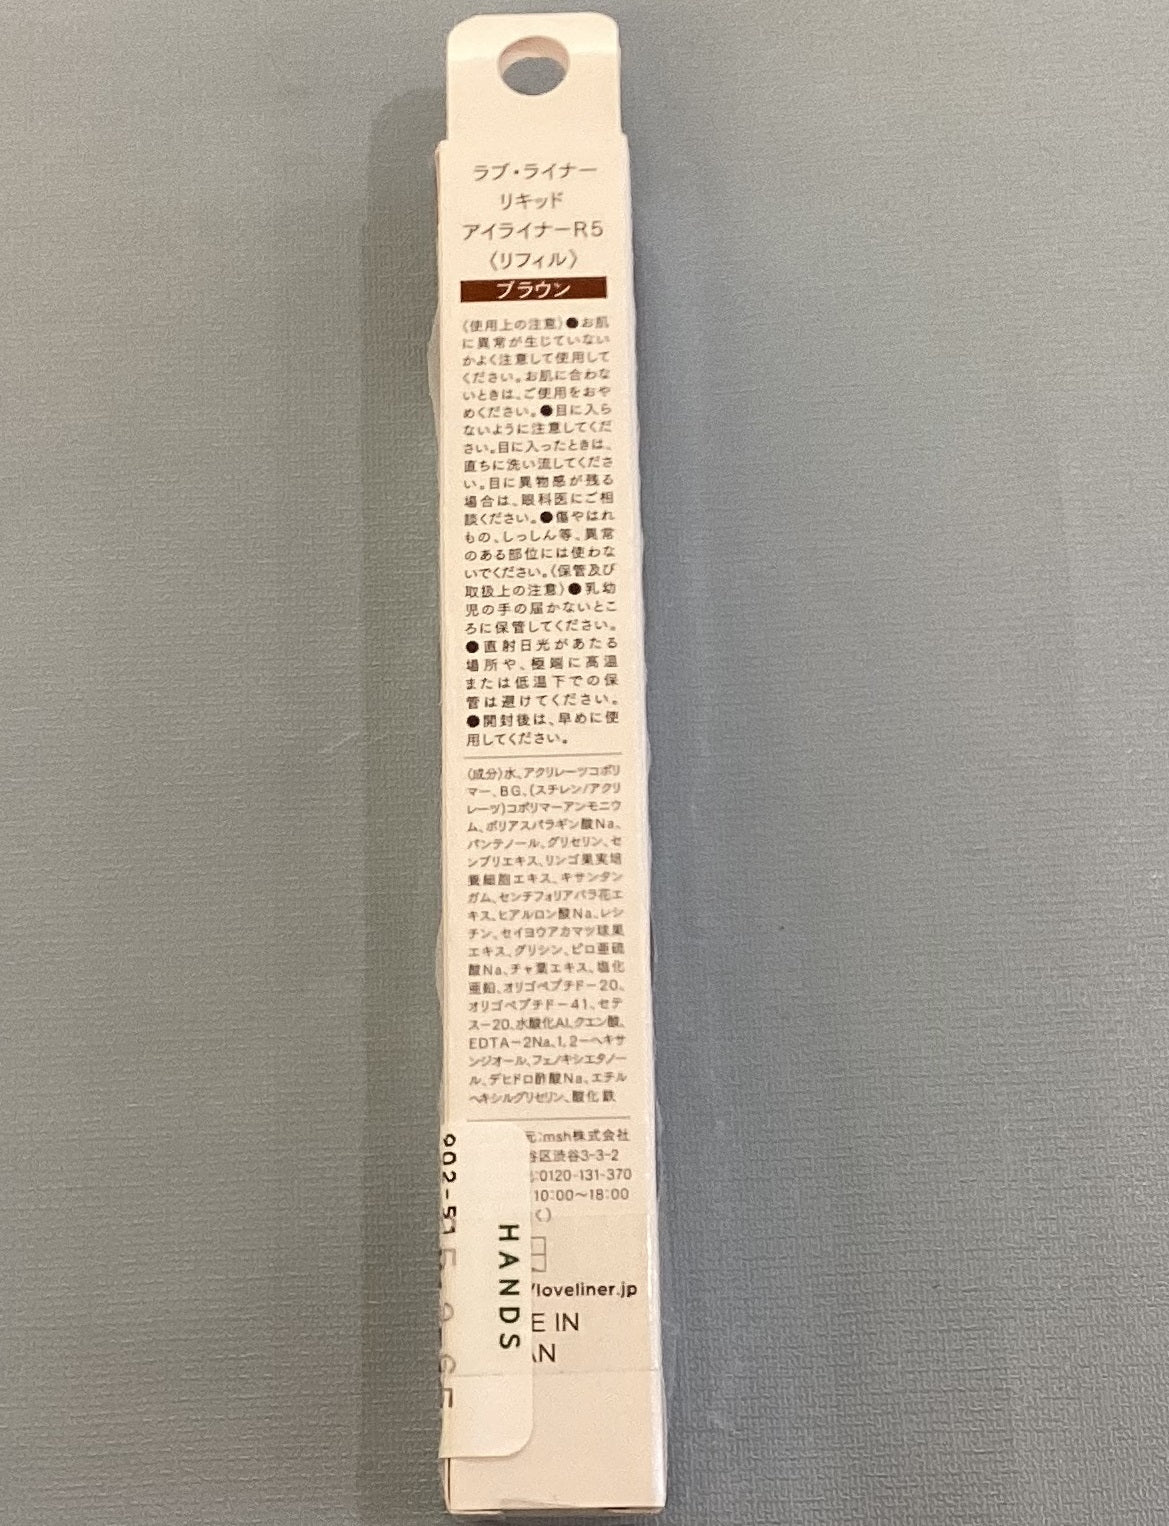 ラブ・ライナー
リキッド
アイライナーR5
〈リフィル〉
ブラウン
〈使用上の注意〉●お肌
に異常が生じていない
かよく注意して使用して
ください。お肌に合わな
いときは、ご使用をおや
めください。●目に入ら
ないように注意してくだ
さい。目に入ったときは、
直ちに洗い流してくださ
い。目に異物感が残る
場合は、眼科医にご相
談ください。●傷やはれ
もの、しっしん等、異常
のある部位には使わな
いでください。〈保管及び
取扱上の注意〉●乳幼
児の手の届かないとこ
ろに保管してください。
●直射日光があたる
場所や、極端に高温
または低温下での保
管は避けてください。
●開封後は、早めに使
用してください。
〈成分〉水、アクリレーツコポリ
マー、BG、(スチレン/アクリ
レーツ)コポリマーアンモニウ
ム、ポリアスパラギン酸Na、
パンテノール、グリセリン、セ
ンブリエキス、リンゴ果実培
養細胞エキス、キサンタン
ガム、センチフォリアバラ花エ
キス、ヒアルロン酸Na、レシ
チン、セイヨウアカマツ球果
エキス、グリシン、ピロ亜硫
酸Na、チャ葉エキス、塩化
亜鉛、オリゴペプチド-20、
オリゴペプチド-41、セテ
ス-20、水酸化Al、クエン酸、
EDTA-2Na、1,2-ヘキサ
ンジオール、フェノキシエタノー
ル、デヒドロ酢酸Na、エチル
ヘキシルグリセリン、酸化鉄
元:msh株式会社
谷区渋谷3-3-2
:0120-131-370
10:00〜18:00
/loveliner.jp
E IN
AN
HANDS